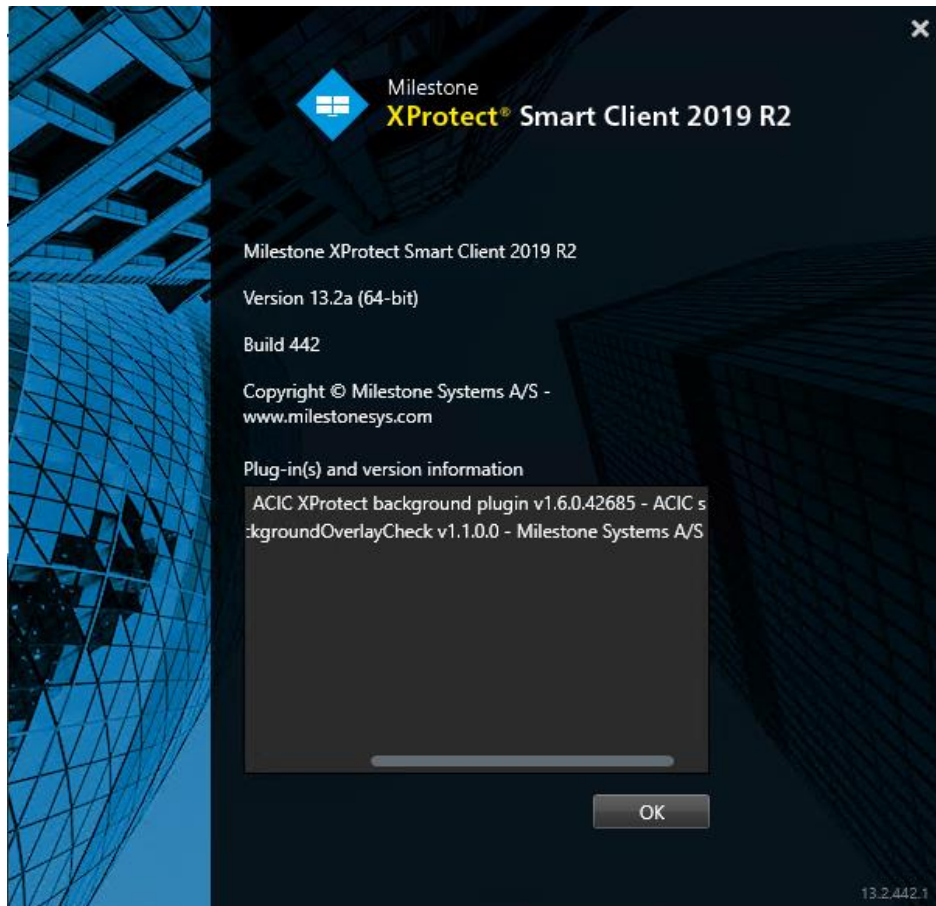 Milestone
XProtect® Smart Client 2019 R2
Milestone XProtect Smart Client 2019 R2
Version 13.2a (64-bit)
Build 442
Copyright © Milestone Systems A/S -
www.milestonesys.com
Plug-in(s) and version information
ACIC XProtect background plugin v1.6.0.42685 - ACIC s
kgroundOverlayCheck v1.1.0.0 - Milestone Systems A/S
OK
13.2.442.1